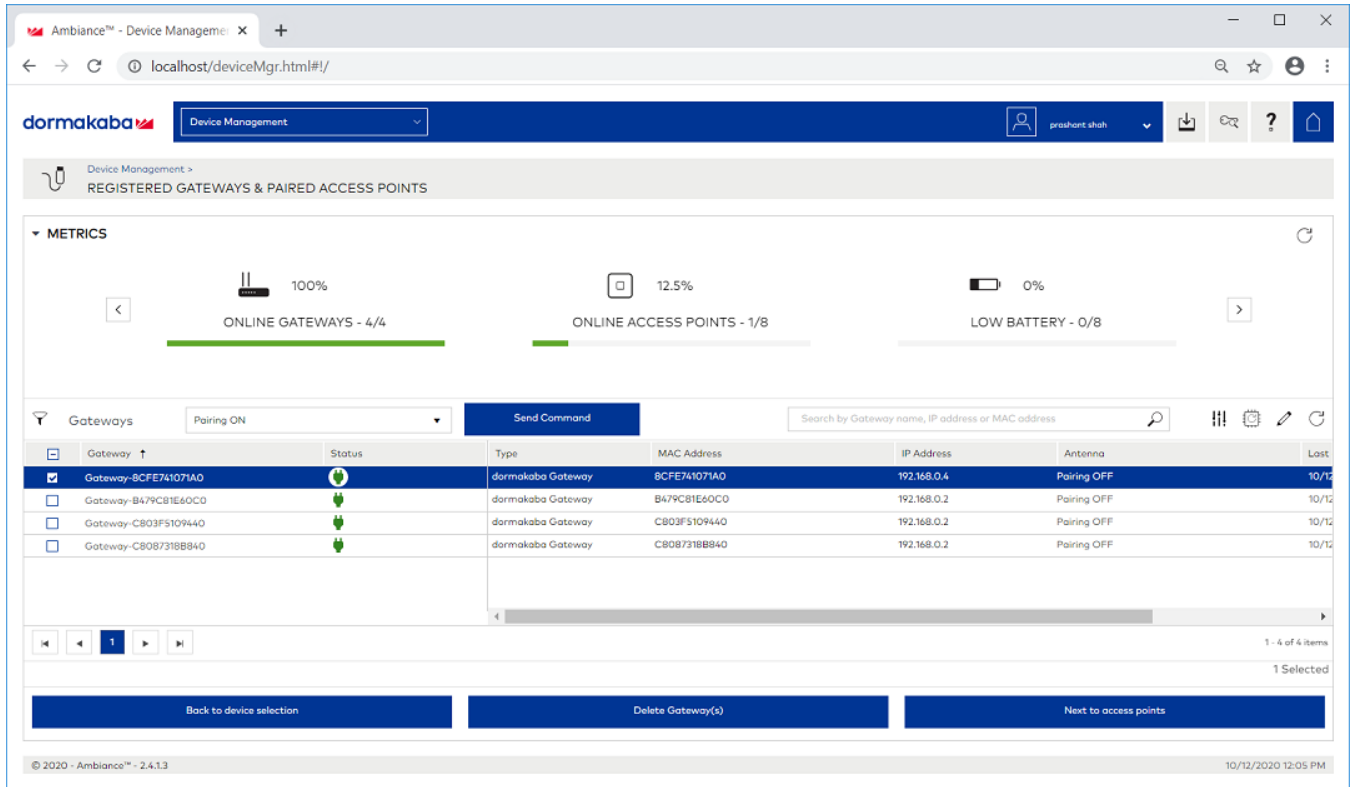 Ambiance™ - Device Managemer
localhost/deviceMgr.html#!/
dormakaba
Device Management
prashant shah
?
Device Management >
REGISTERED GATEWAYS & PAIRED ACCESS POINTS
METRICS
100%
12.5%
0%
ONLINE GATEWAYS - 4/4
ONLINE ACCESS POINTS - 1/8
LOW BATTERY - 0/8
Gateways
Pairing ON
Send Command
Search by Gateway name, IP address or MAC address
Gateway ↑ Status Type MAC Address IP Address Antenna Last
Gateway-8CFE741071A0 dormakaba Gateway 8CFE741071A0 192.168.0.4 Pairing OFF 10/12
Gateway-B479C81E60C0 dormakaba Gateway B479C81E60C0 192.168.0.2 Pairing OFF 10/12
Gateway-C803F5109440 dormakaba Gateway C803F5109440 192.168.0.2 Pairing OFF 10/12
Gateway-C8087318B840 dormakaba Gateway C8087318B840 192.168.0.2 Pairing OFF 10/12
1
1 - 4 of 4 items
1 Selected
Back to device selection
Delete Gateway(s)
Next to access points
© 2020 - Ambiance™ - 2.4.1.3
10/12/2020 12:05 PM